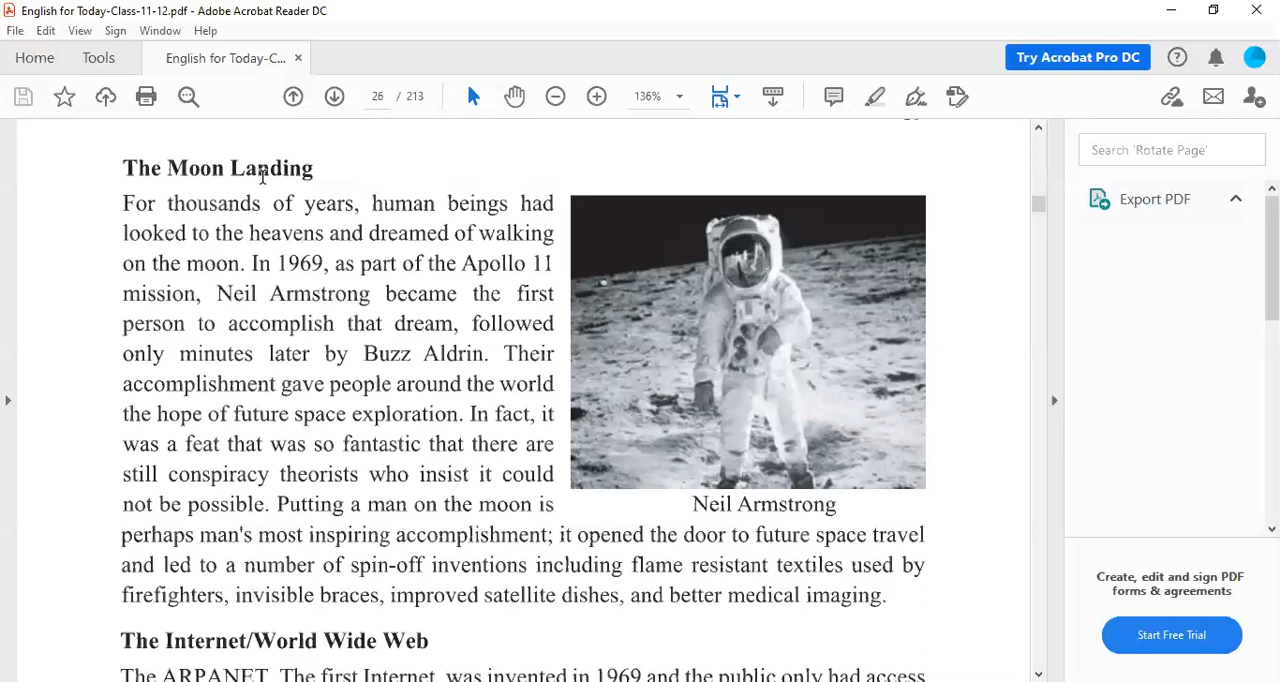 English for Today-Class-11-12.pdf - Adobe Acrobat Reader DC
File Edit View Sign Window Help
Home Tools English for Today-C... ×
Try Acrobat Pro DC
26 / 213
136%
The Moon Landing
For thousands of years, human beings had
looked to the heavens and dreamed of walking
on the moon. In 1969, as part of the Apollo 11
mission, Neil Armstrong became the first
person to accomplish that dream, followed
only minutes later by Buzz Aldrin. Their
accomplishment gave people around the world
the hope of future space exploration. In fact, it
was a feat that was so fantastic that there are
still conspiracy theorists who insist it could
not be possible. Putting a man on the moon is
Neil Armstrong
perhaps man's most inspiring accomplishment; it opened the door to future space travel
and led to a number of spin-off inventions including flame resistant textiles used by
firefighters, invisible braces, improved satellite dishes, and better medical imaging.
The Internet/World Wide Web
The ARPANET, The first Internet, was invented in 1969 and the public only had access
Search 'Rotate Page'
Export PDF
Create, edit and sign PDF
forms & agreements
Start Free Trial